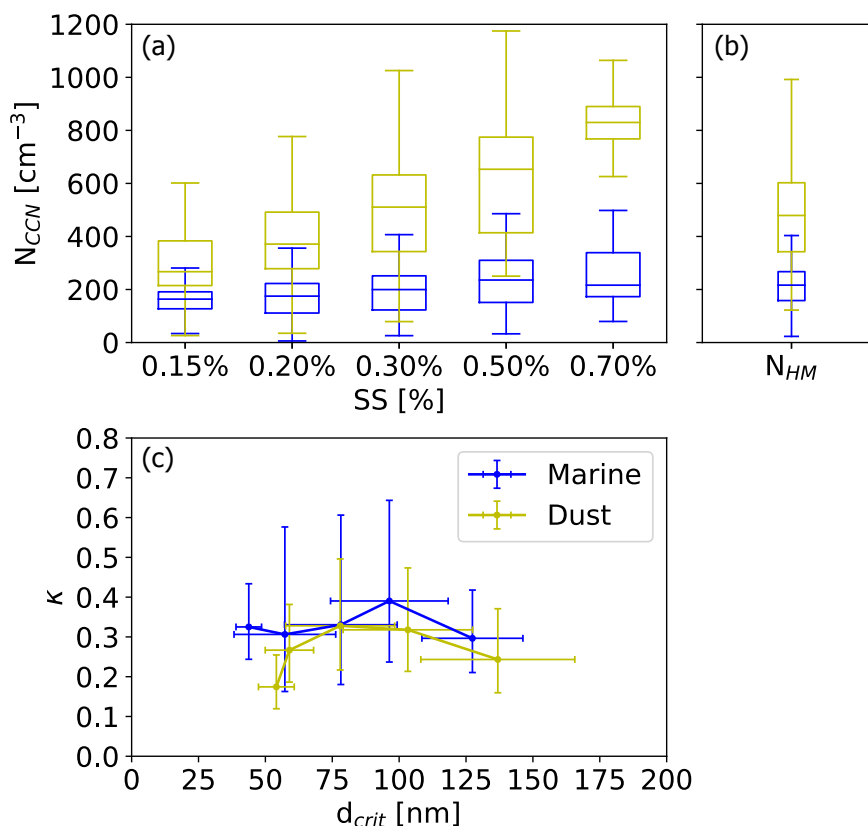 (a)
(b)
1200
1000
800
600
400
200
0
N_CCN [cm⁻³]
0.15% 0.20% 0.30% 0.50% 0.70%
SS [%]
N_HM
(c)
Marine
Dust
0.8
0.7
0.6
0.5
0.4
0.3
0.2
0.1
0.0
κ
0 25 50 75 100 125 150 175 200
d_crit [nm]